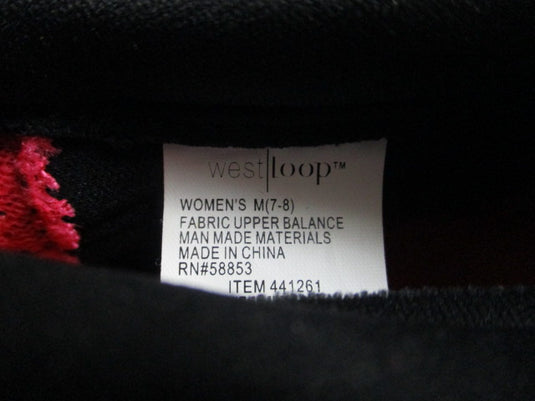 west|loop™
WOMEN'S M(7-8)
FABRIC UPPER BALANCE
MAN MADE MATERIALS
MADE IN CHINA
RN#58853
ITEM 441261